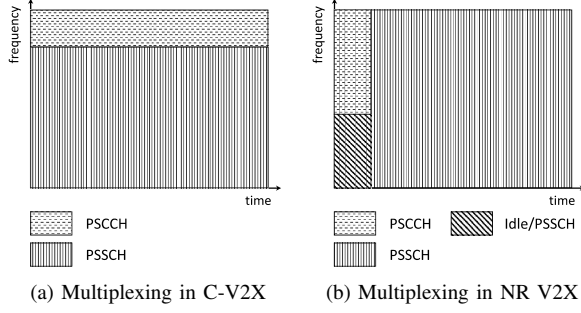 frequency
time
PSCCH
PSSCH
(a) Multiplexing in C-V2X
frequency
time
PSCCH
Idle/PSSCH
PSSCH
(b) Multiplexing in NR V2X